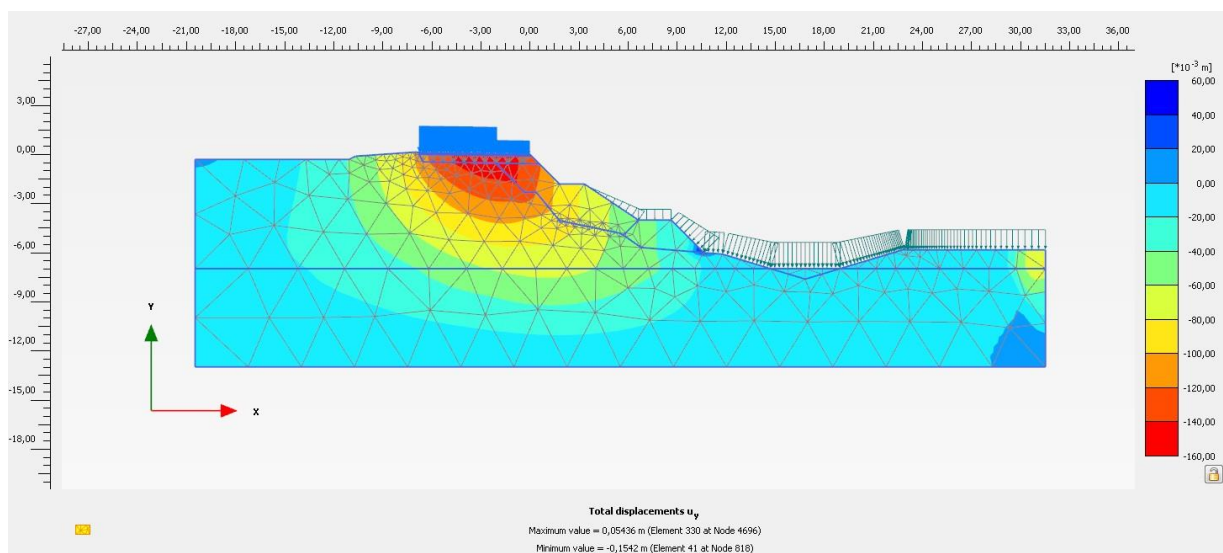 -27,00 -24,00 -18,00 -15,00 -12,00 -9,00 -6,00 -3,00 0,00 3,00 6,00 9,00 12,00 15,00 18,00 21,00 24,00 27,00 30,00 33,00 36,00
[*10-3 m]
60,00
40,00
20,00
0,00
-20,00
-40,00
-60,00
-80,00
-100,00
-120,00
-140,00
-160,00
3,00
0,00
-3,00
-6,00
-9,00
-12,00
-15,00
-18,00
Y
X
Total displacements uy
Maximum value = 0,05436 m (Element 330 at Node 4696)
Minimum value = -0,1542 m (Element 41 at Node 818)